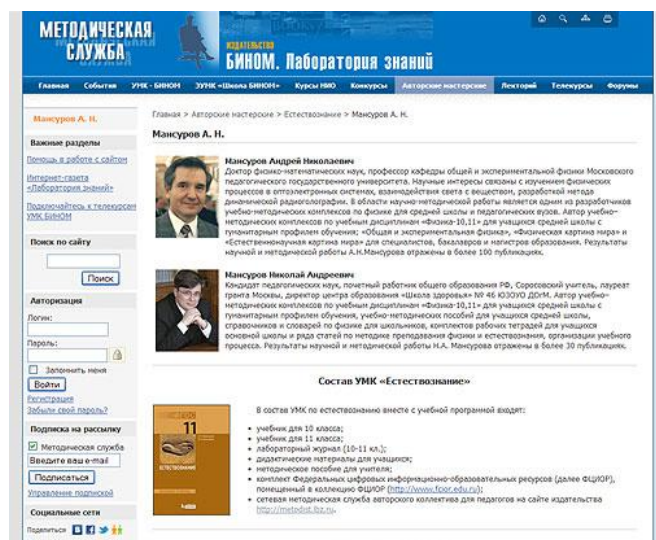 МЕТОДИЧЕСКАЯ
СЛУЖБА
ИЗДАТЕЛЬСТВО
БИНОМ. Лаборатория знаний
Главная События УМК - БИНОМ ЭУМК «Школа БИНОМ» Курсы НИО Конкурсы Авторские мастерские Лекторий Телекурсы Форумы
Мансуров А. Н.
Важные разделы
Помощь в работе с сайтом
Интернет-газета
«Лаборатория знаний»
Подключайтесь к телекурсам
УМК БИНОМ
Поиск по сайту
Поиск
Авторизация
Логин:
Пароль:
Запомнить меня
Войти
Регистрация
Забыли свой пароль?
Подписка на рассылку
Методическая служба
Введите ваш e-mail
Подписаться
Управление подпиской
Социальные сети
Поделиться
Главная > Авторские мастерские > Естествознание > Мансуров А. Н.
Мансуров А. Н.
Мансуров Андрей Николаевич
Доктор физико-математических наук, профессор кафедры общей и экспериментальной физики Московского
педагогического государственного университета. Научные интересы связаны с изучением физических
процессов в оптоэлектронных системах, взаимодействия света с веществом, разработкой метода
динамической радиоголографии. В области научно-методической работы является одним из разработчиков
учебно-методических комплексов по физике для средней школы и педагогических вузов. Автор учебно-
методических комплексов по учебным дисциплинам «Физика-10,11» для учащихся средней школы с
гуманитарным профилем обучения; «Общая и экспериментальная физика», «Физическая картина мира» и
«Естественнонаучная картина мира» для специалистов, бакалавров и магистров образования. Результаты
научной и методической работы А.Н.Мансурова отражены в более 100 публикациях.
Мансуров Николай Андреевич
Кандидат педагогических наук, почетный работник общего образования РФ, Соросовский учитель, лауреат
гранта Москвы, директор центра образования «Школа здоровья» № 46 ЮЗОУО ДОгМ. Автор учебно-
методических комплексов по учебным дисциплинам «Физика-10,11» для учащихся средней школы с
гуманитарным профилем обучения, учебно-методических пособий для учащихся средней школы,
справочников и словарей по физике для школьников, комплектов рабочих тетрадей для учащихся
основной школы и ряда статей по методике преподавания физики и естествознания, организации учебного
процесса. Результаты научной и методической работы Н.А. Мансурова отражены в более 30 публикациях.
Состав УМК «Естествознание»
11
ЕСТЕСТВОЗНАНИЕ
В состав УМК по естествознанию вместе с учебной программой входят:
учебник для 10 класса;
учебник для 11 класса;
лабораторный журнал (10-11 кл.);
дидактические материалы для учащихся;
методическое пособие для учителя;
комплект Федеральных цифровых информационно-образовательных ресурсов (далее ФЦИОР),
помещенный в коллекцию ФЦИОР (http://www.fcior.edu.ru);
сетевая методическая служба авторского коллектива для педагогов на сайте издательства
http://metodist.lbz.ru.